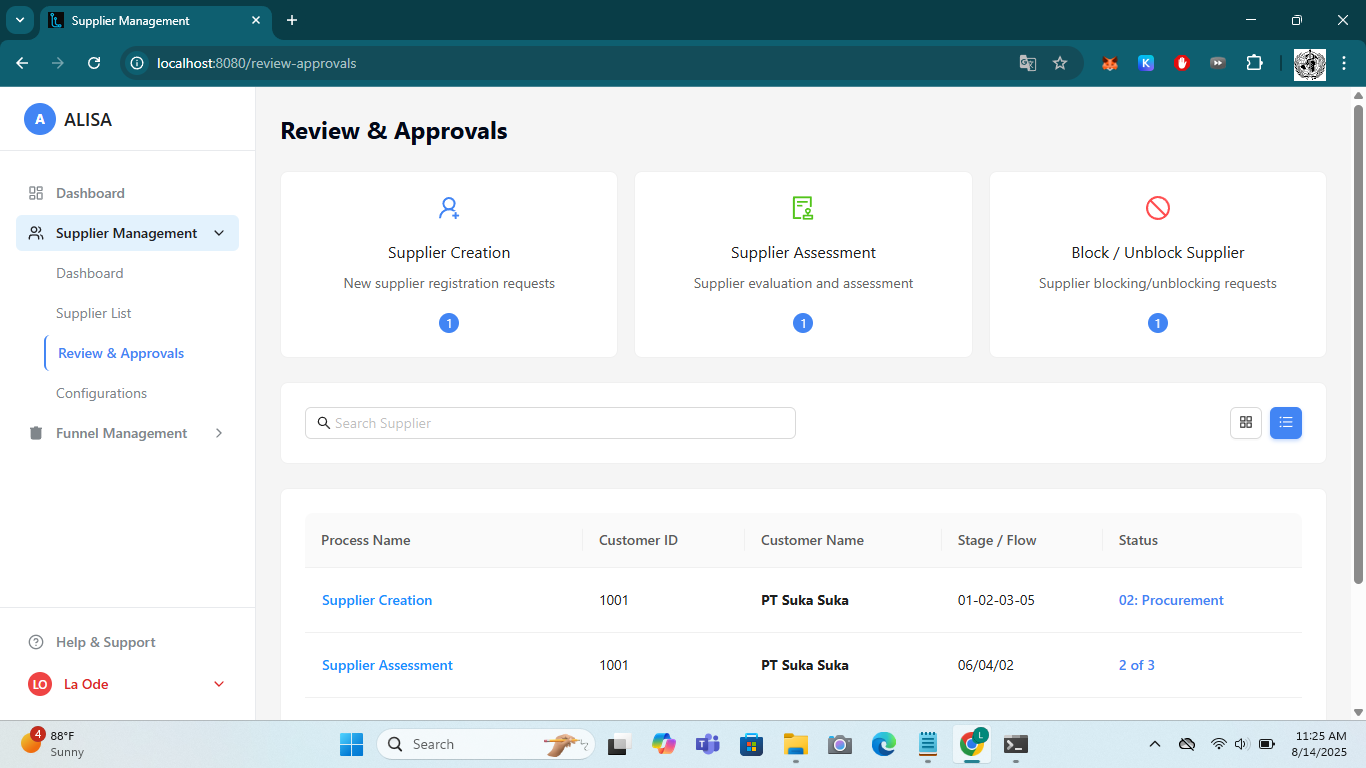 Supplier Management
localhost:8080/review-approvals
A ALISA
Dashboard
Supplier Management
Dashboard
Supplier List
Review & Approvals
Configurations
Funnel Management
Help & Support
LO La Ode
Review & Approvals
Supplier Creation
New supplier registration requests
1
Supplier Assessment
Supplier evaluation and assessment
1
Block / Unblock Supplier
Supplier blocking/unblocking requests
1
Search Supplier
Process Name Customer ID Customer Name Stage / Flow Status
Supplier Creation 1001 PT Suka Suka 01-02-03-05 02: Procurement
Supplier Assessment 1001 PT Suka Suka 06/04/02 2 of 3
4 88°F
Sunny
Search
L
11:25 AM
8/14/2025